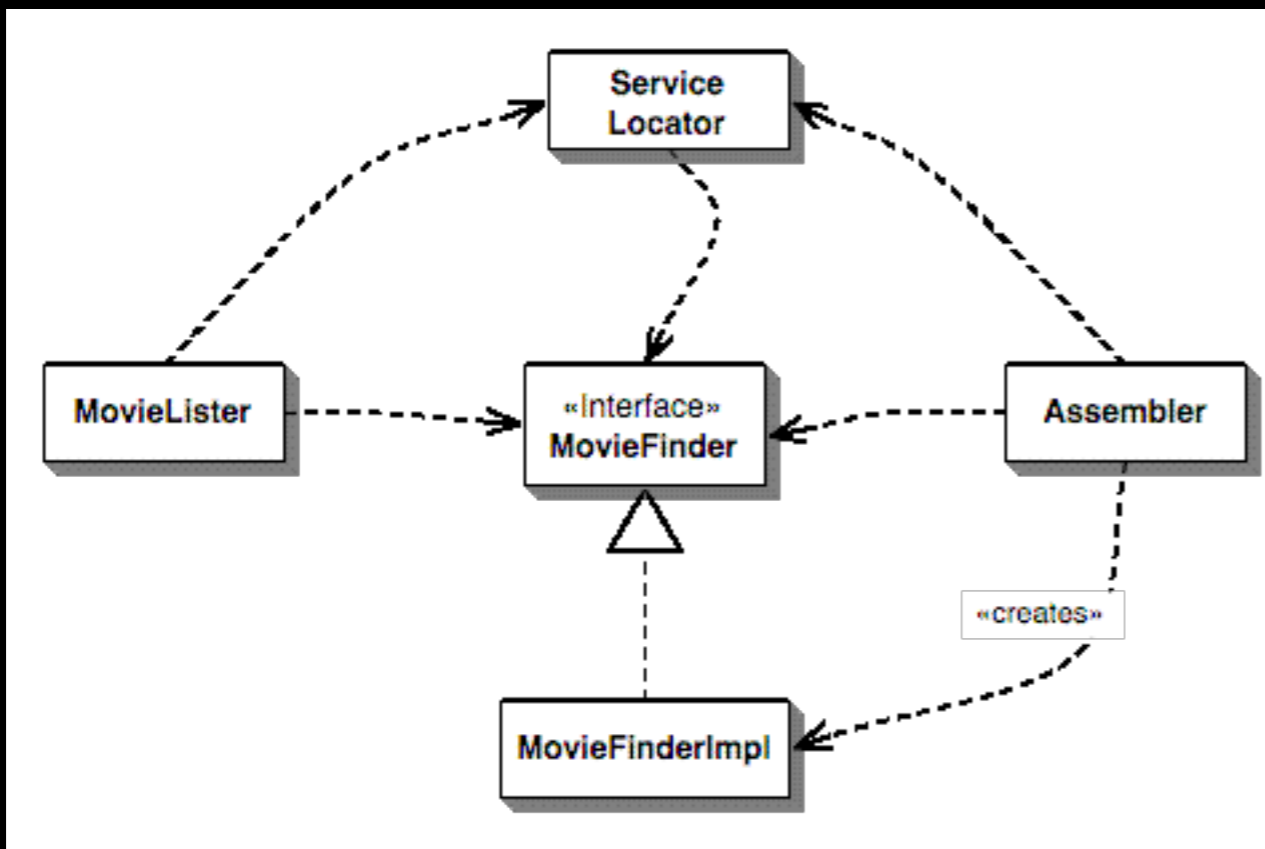 Service
Locator
MovieLister
«Interface»
MovieFinder
Assembler
«creates»
MovieFinderImpl